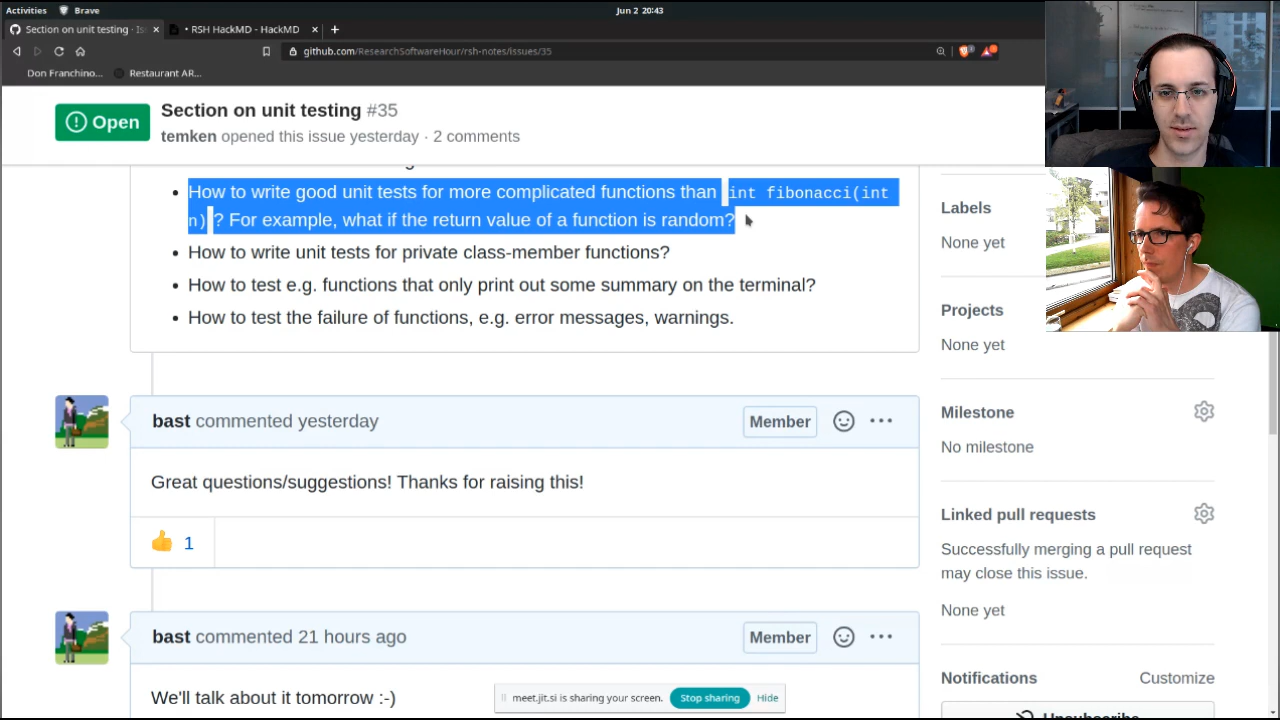 Activities
Brave
Jun 2 20:43
Section on unit testing · Is
RSH HackMD - HackMD
github.com/ResearchSoftwareHour/rsh-notes/issues/35
Don Franchino...
Restaurant AR...
Open
Section on unit testing #35
temken opened this issue yesterday · 2 comments
How to write good unit tests for more complicated functions than int fibonacci(int
n) ? For example, what if the return value of a function is random?
How to write unit tests for private class-member functions?
How to test e.g. functions that only print out some summary on the terminal?
How to test the failure of functions, e.g. error messages, warnings.
bast commented yesterday
Member
Great questions/suggestions! Thanks for raising this!
1
bast commented 21 hours ago
Member
We'll talk about it tomorrow :-)
Labels
None yet
Projects
None yet
Milestone
No milestone
Linked pull requests
Successfully merging a pull request
may close this issue.
None yet
Notifications
Customize
Unsubscribe
meet.jit.si is sharing your screen.
Stop sharing
Hide